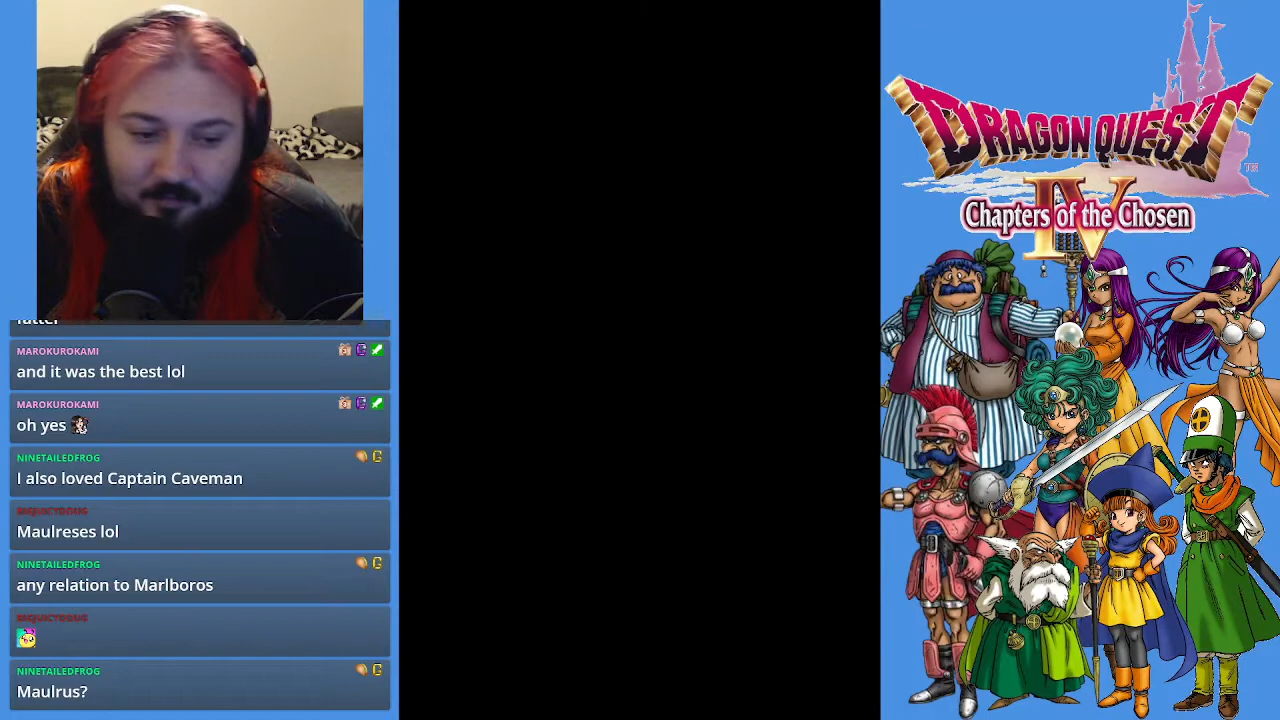 MAROKUROKAMI
and it was the best lol
MAROKUROKAMI
oh yes
NINETAILEDFROG
I also loved Captain Caveman
Maulreses lol
NINETAILEDFROG
any relation to Marlboros
NINETAILEDFROG
Maulrus?
DRAGON QUEST
TM
IV
Chapters of the Chosen